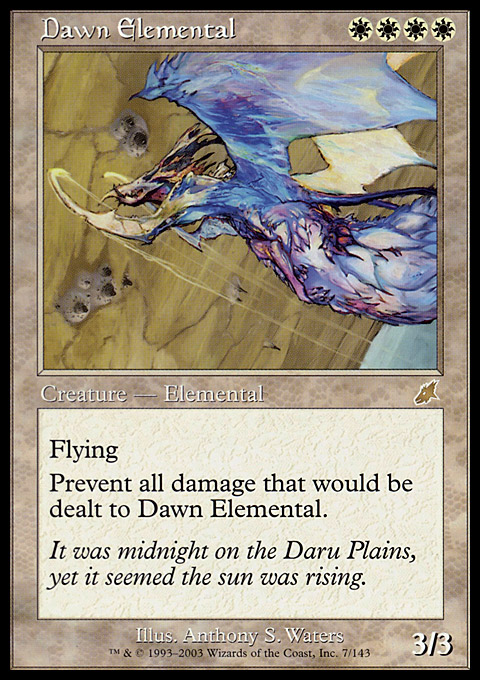 Dawn Elemental
Creature — Elemental
Flying
Prevent all damage that would be
dealt to Dawn Elemental.
It was midnight on the Daru Plains,
yet it seemed the sun was rising.
Illus. Anthony S. Waters
™ & © 1993–2003 Wizards of the Coast, Inc. 7/143
3/3